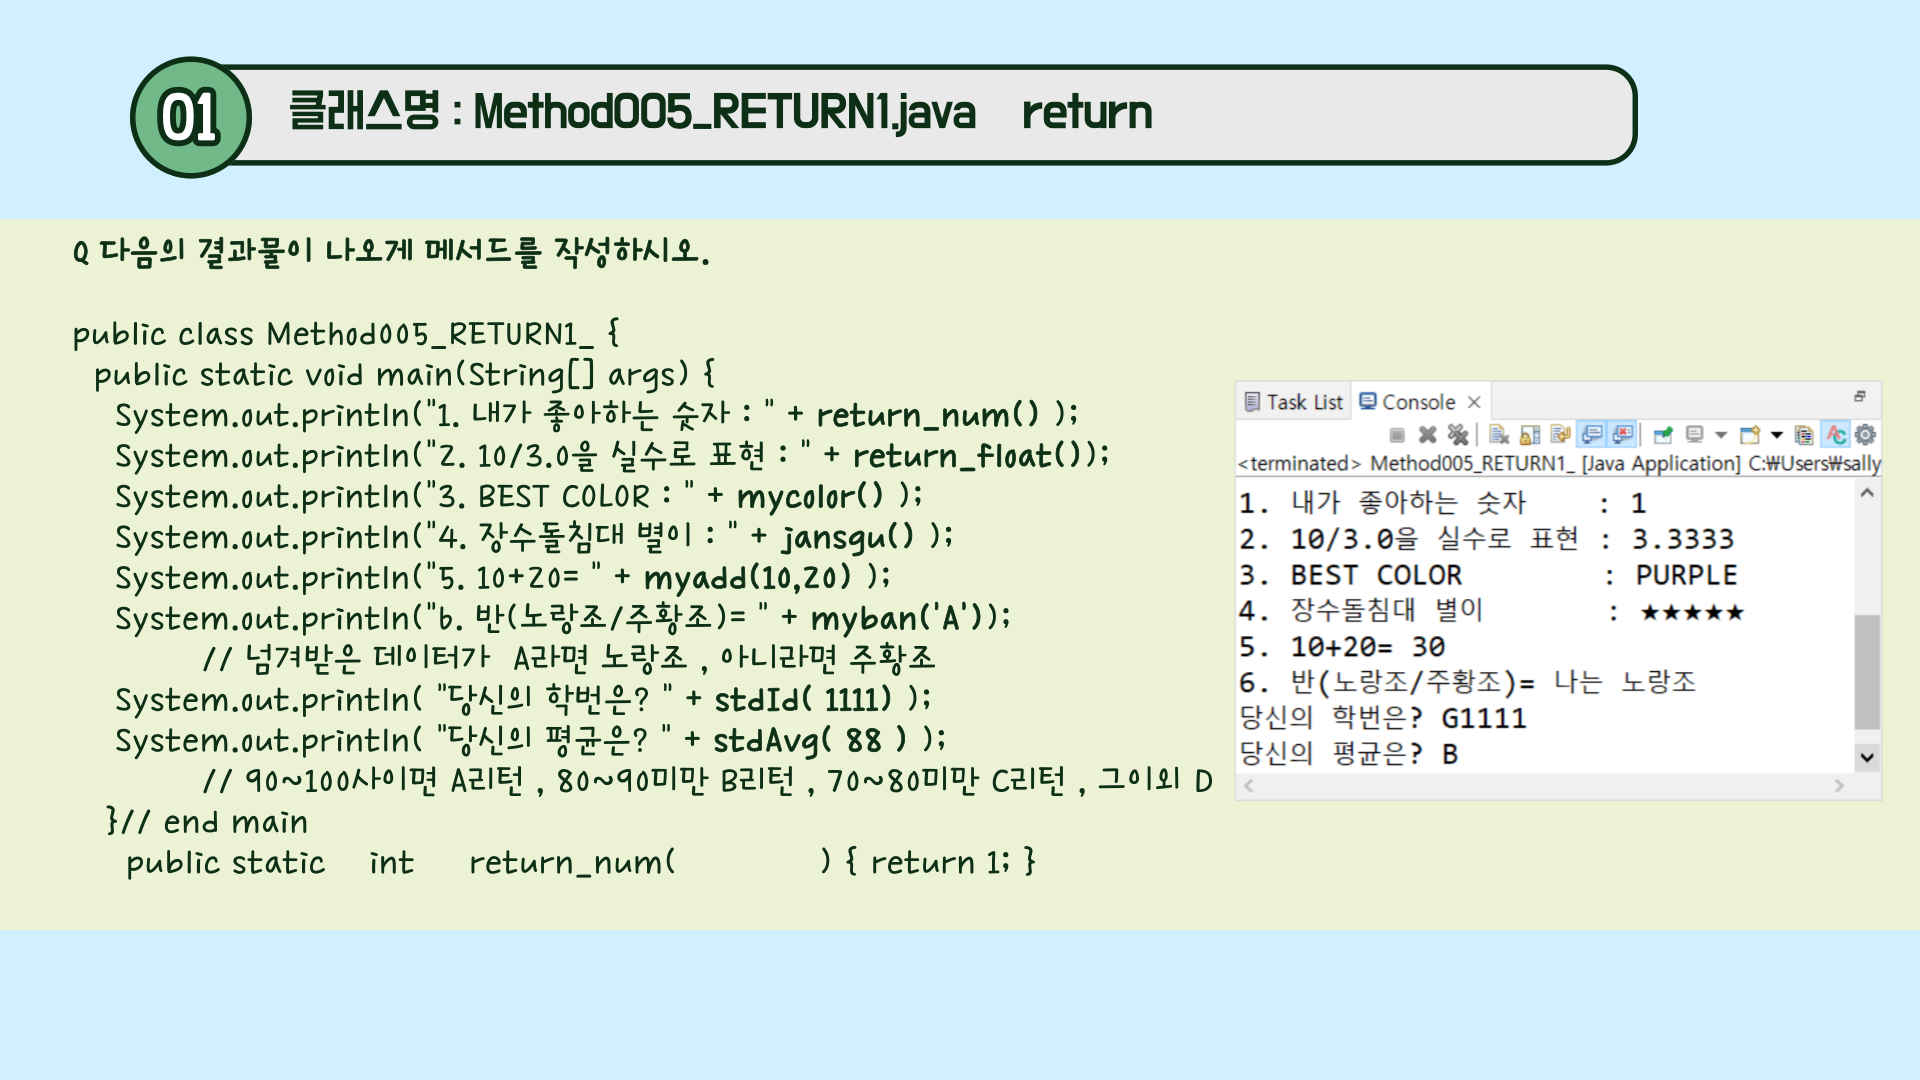 01
클래스명 : Method005_RETURN1.java return
Q 다음의 결과물이 나오게 메서드를 작성하시오.
public class Method005_RETURN1_ {
public static void main(String[] args) {
System.out.println("1. 내가 좋아하는 숫자 : " + return_num() );
System.out.println("2. 10/3.0을 실수로 표현 : " + return_float());
System.out.println("3. BEST COLOR : " + mycolor() );
System.out.println("4. 장수돌침대 별이 : " + jansgu() );
System.out.println("5. 10+20= " + myadd(10,20) );
System.out.println("6. 반(노랑조/주황조)= " + myban('A'));
// 넘겨받은 데이터가 A라면 노랑조 , 아니라면 주황조
System.out.println( "당신의 학번은? " + stdId( 1111) );
System.out.println( "당신의 평균은? " + stdAvg( 88 ) );
// 90~100사이면 A리턴 , 80~90미만 B리턴 , 70~80미만 C리턴 , 그이외 D
}// end main
public static int return_num( ) { return 1; }
Task List Console
<terminated> Method005_RETURN1_ [Java Application] C:₩Users₩sally
1. 내가 좋아하는 숫자 : 1
2. 10/3.0을 실수로 표현 : 3.3333
3. BEST COLOR : PURPLE
4. 장수돌침대 별이 : ★★★★★
5. 10+20= 30
6. 반(노랑조/주황조)= 나는 노랑조
당신의 학번은? G1111
당신의 평균은? B